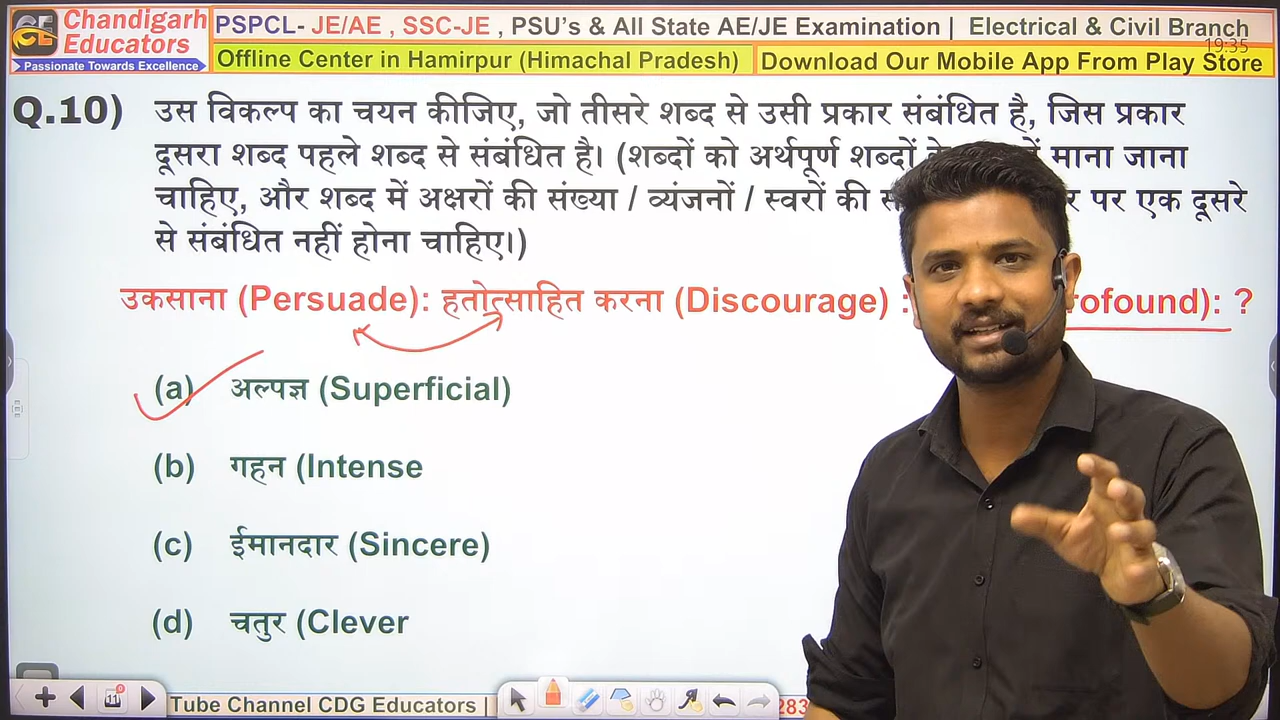 Chandigarh
Educators
Passionate Towards Excellence
PSPCL- JE/AE , SSC-JE , PSU's & All State AE/JE Examination | Electrical & Civil Branch
19:35
Offline Center in Hamirpur (Himachal Pradesh)
Download Our Mobile App From Play Store
Q.10) उस विकल्प का चयन कीजिए, जो तीसरे शब्द से उसी प्रकार संबंधित है, जिस प्रकार
दूसरा शब्द पहले शब्द से संबंधित है। (शब्दों को अर्थपूर्ण शब्दों माना जाना
चाहिए, और शब्द में अक्षरों की संख्या / व्यंजनों / स्वरों की पर एक दूसरे
से संबंधित नहीं होना चाहिए।)
उकसाना (Persuade): हतोत्साहित करना (Discourage) : ofound): ?
(a) अल्पज्ञ (Superficial)
(b) गहन (Intense
(c) ईमानदार (Sincere)
(d) चतुर (Clever
11
Tube Channel CDG Educators |
283